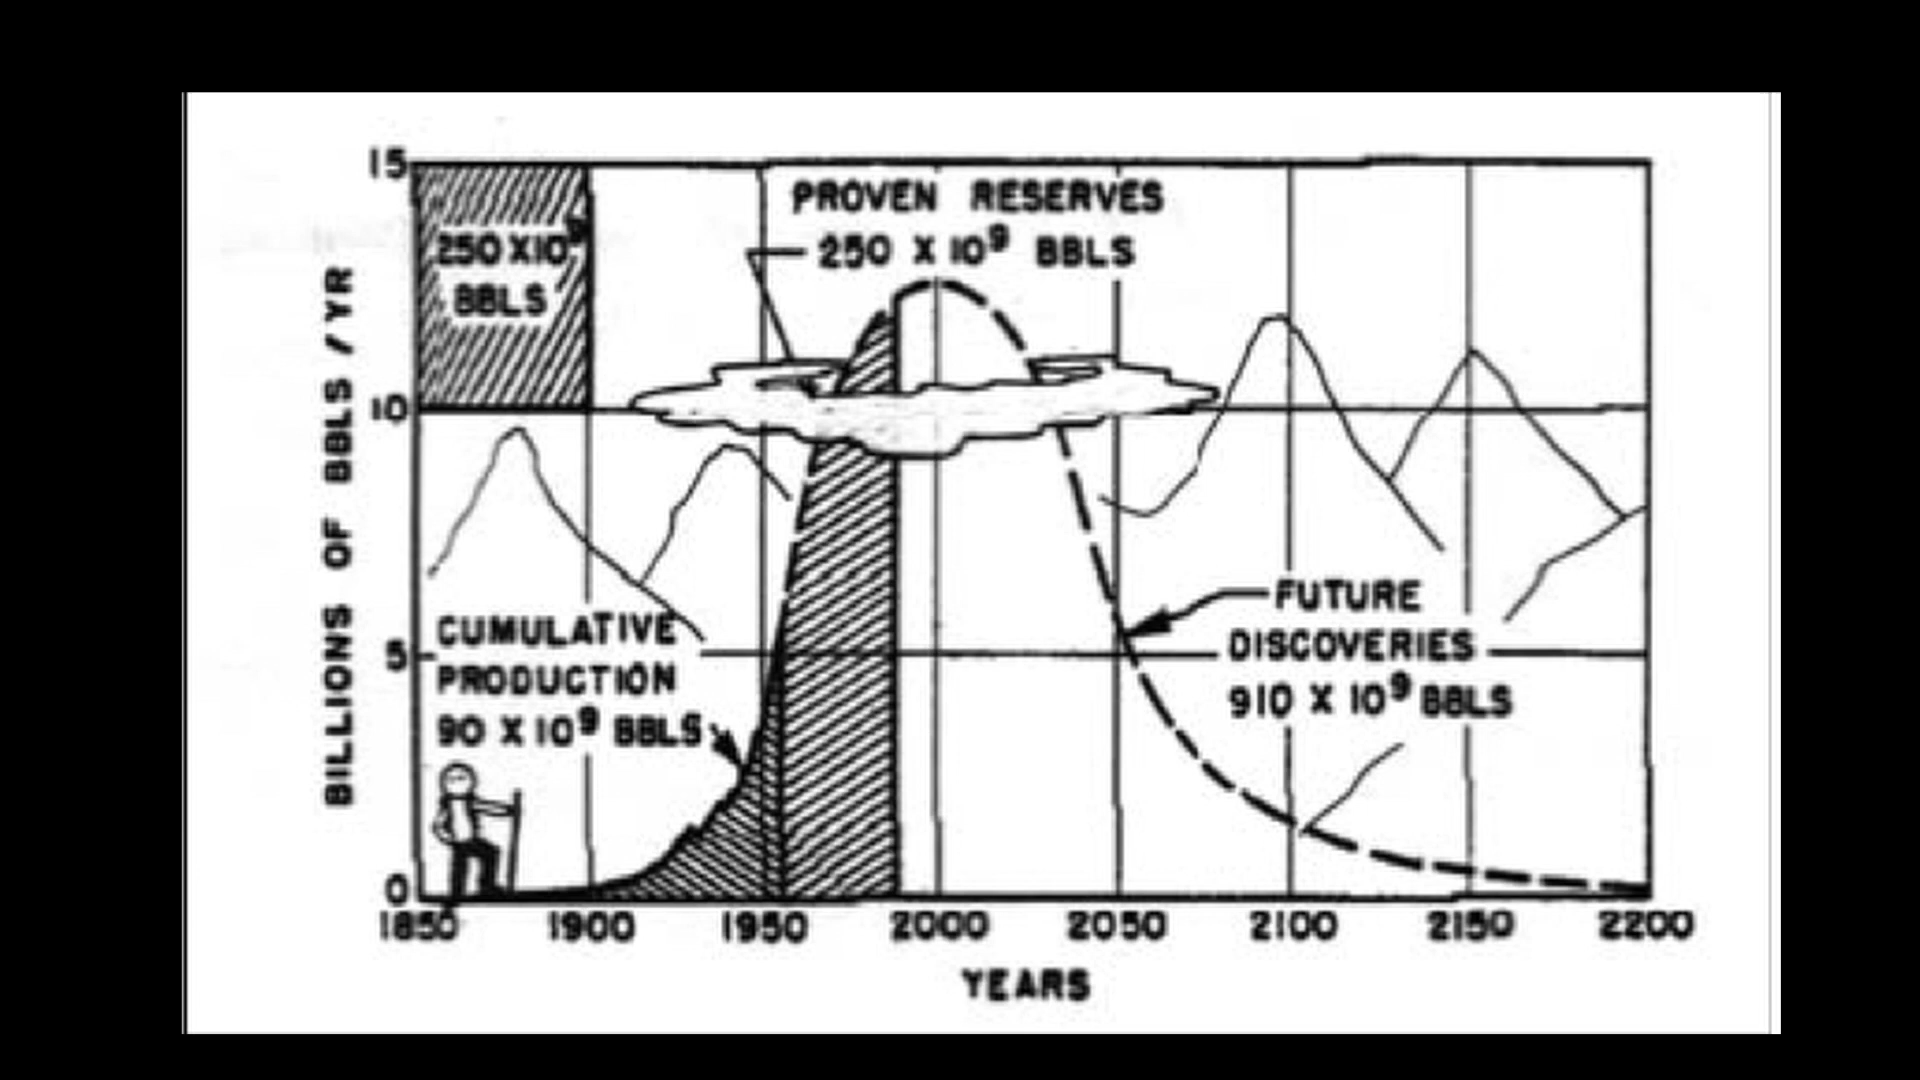 BILLIONS OF BBLS / YR
15
10
5
0
250 X 10⁹
BBLS
PROVEN RESERVES
250 X 10⁹ BBLS
CUMULATIVE
PRODUCTION
90 X 10⁹ BBLS
FUTURE
DISCOVERIES
910 X 10⁹ BBLS
1850 1900 1950 2000 2050 2100 2150 2200
YEARS